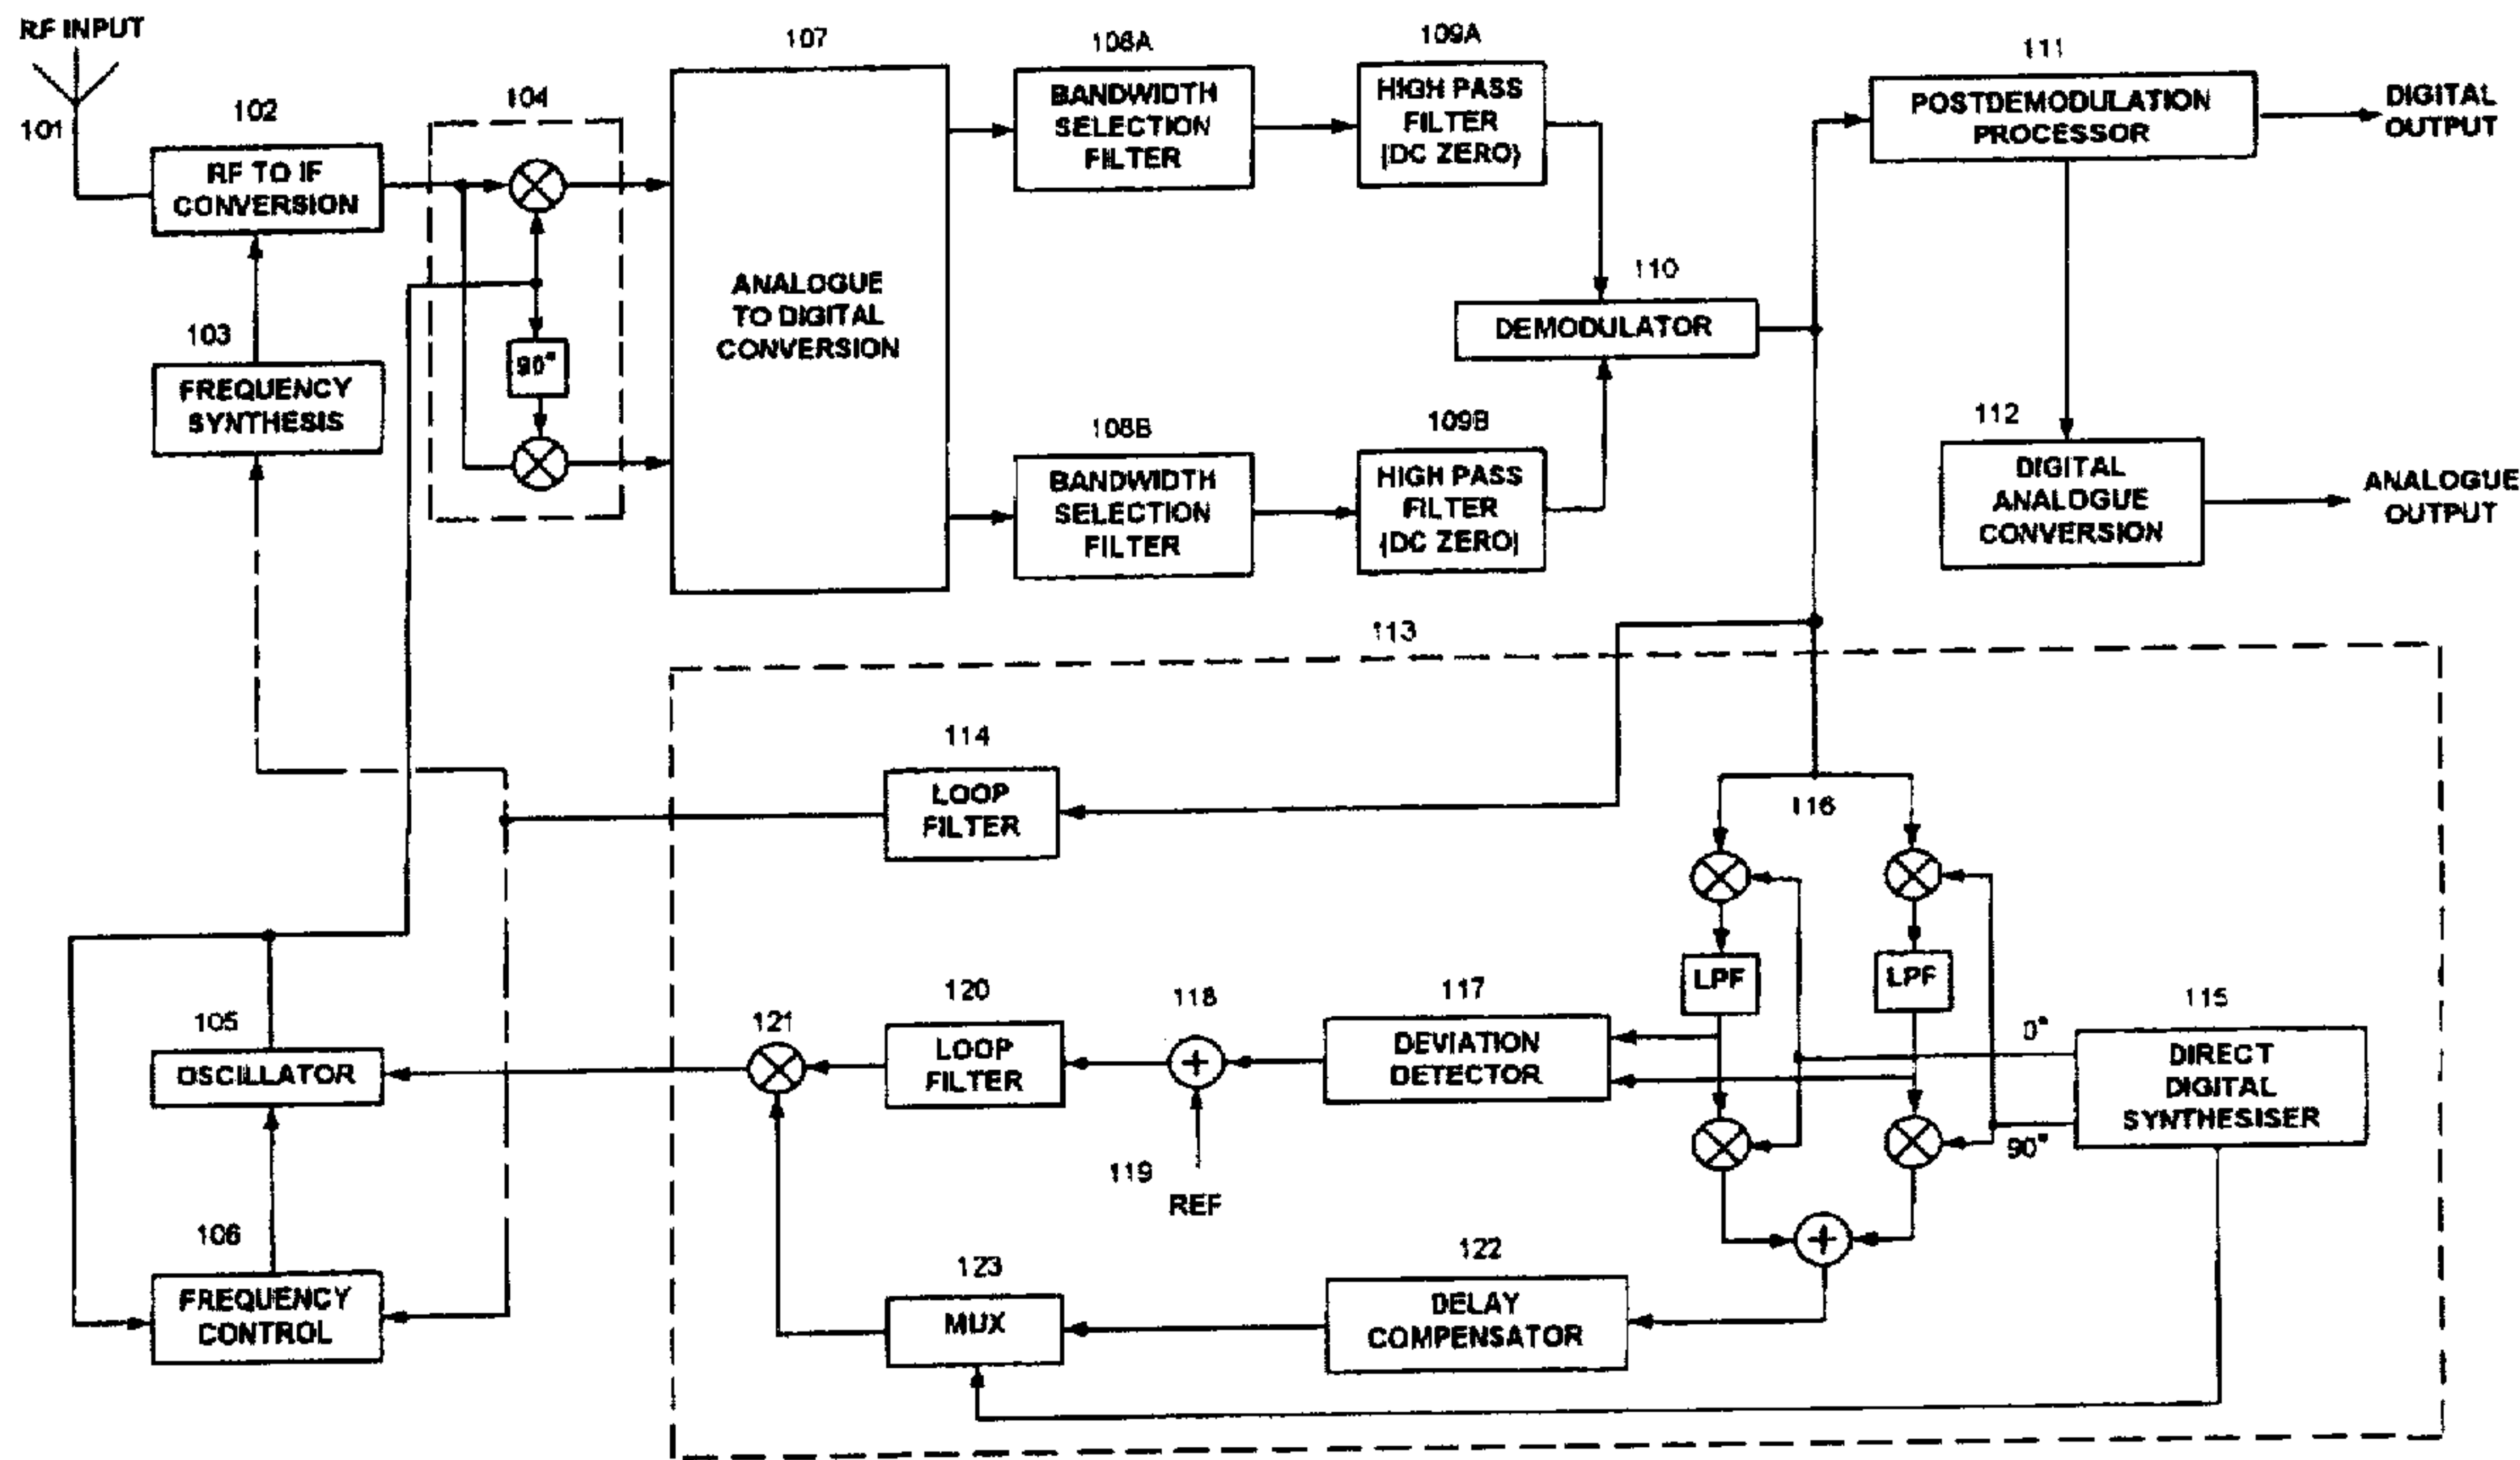 RF INPUT
101
102
RF TO IF
CONVERSION
103
FREQUENCY
SYNTHESIS
104
90°
107
ANALOGUE
TO DIGITAL
CONVERSION
108A
BANDWIDTH
SELECTION
FILTER
109A
HIGH PASS
FILTER
(DC ZERO)
108B
BANDWIDTH
SELECTION
FILTER
109B
HIGH PASS
FILTER
(DC ZERO)
110
DEMODULATOR
111
POSTDEMODULATION
PROCESSOR
DIGITAL
OUTPUT
112
DIGITAL
ANALOGUE
CONVERSION
ANALOGUE
OUTPUT
113
114
LOOP
FILTER
116
LPF
LPF
105
OSCILLATOR
121
120
LOOP
FILTER
118
117
DEVIATION
DETECTOR
0°
90°
115
DIRECT
DIGITAL
SYNTHESISER
119
REF
106
FREQUENCY
CONTROL
123
MUX
122
DELAY
COMPENSATOR